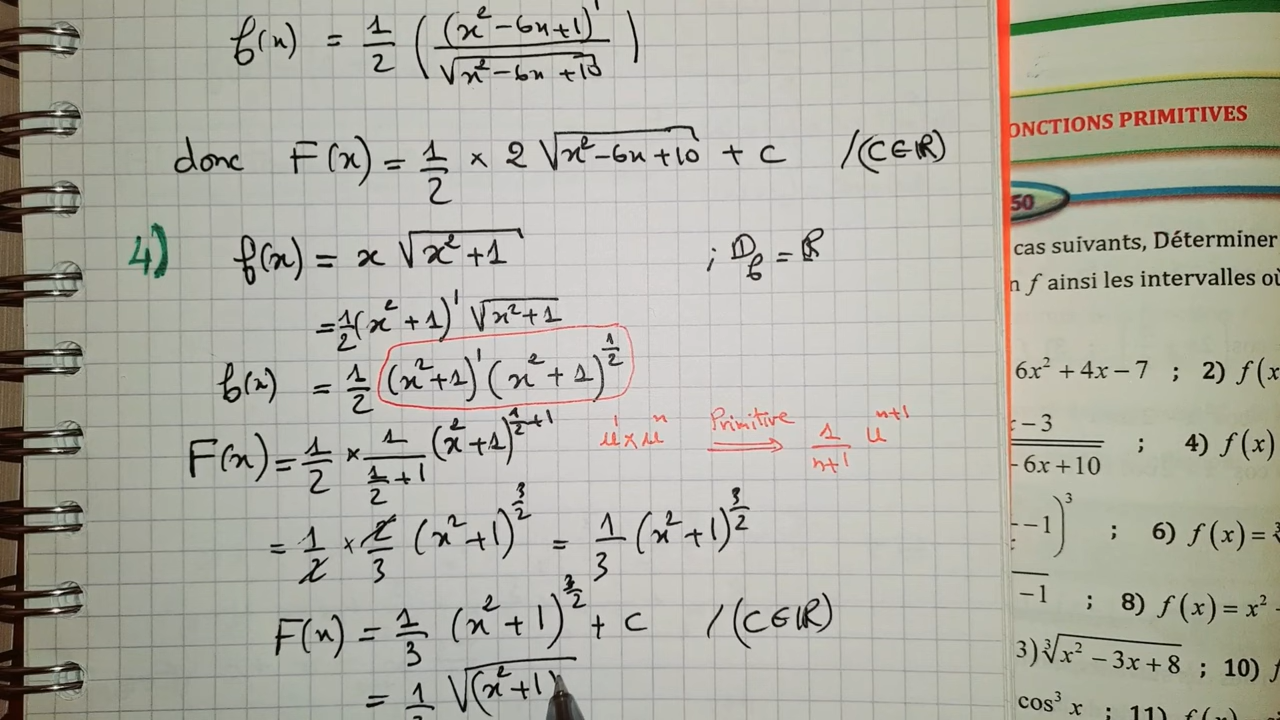 f(x) = 1/2 ( (x²-6x+1)' / √(x²-6x+10) )
donc F(x) = 1/2 × 2 √(x²-6x+10) + c /(C∈ℝ)
4) f(x) = x √(x²+1) ; D_f = ℝ
= 1/2 (x²+1)' √(x²+1)
f(x) = 1/2 (x²+1)' (x²+1)^(1/2)
F(x) = 1/2 × 1/(1/2+1) (x²+1)^(1/2+1)
u' × u^n Primitive ⟹ 1/(n+1) u^(n+1)
= 1/2 × 2/3 (x²+1)^(3/2) = 1/3 (x²+1)^(3/2)
F(x) = 1/3 (x²+1)^(3/2) + c /(C∈ℝ)
= 1/3 √(x²+1)
ONCTIONS PRIMITIVES
50
cas suivants, Déterminer
n f ainsi les intervalles où
6x² + 4x - 7 ; 2) f(x
-3 / -6x+10 ; 4) f(x)
-1)³ ; 6) f(x) =
-1 ; 8) f(x) = x² -
3) ∛(x² - 3x + 8) ; 10) f
cos³ x ; 11) f(x)